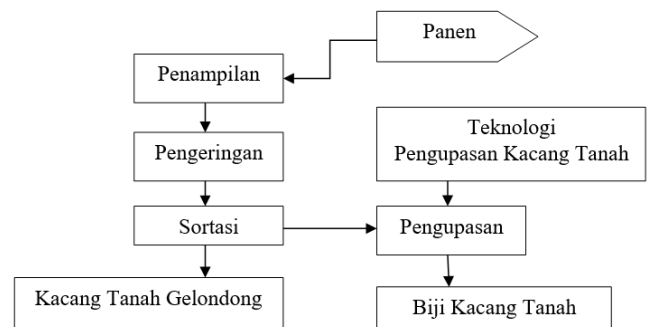 Panen
Penampilan
Pengeringan
Sortasi
Kacang Tanah Gelondong
Teknologi
Pengupasan Kacang Tanah
Pengupasan
Biji Kacang Tanah